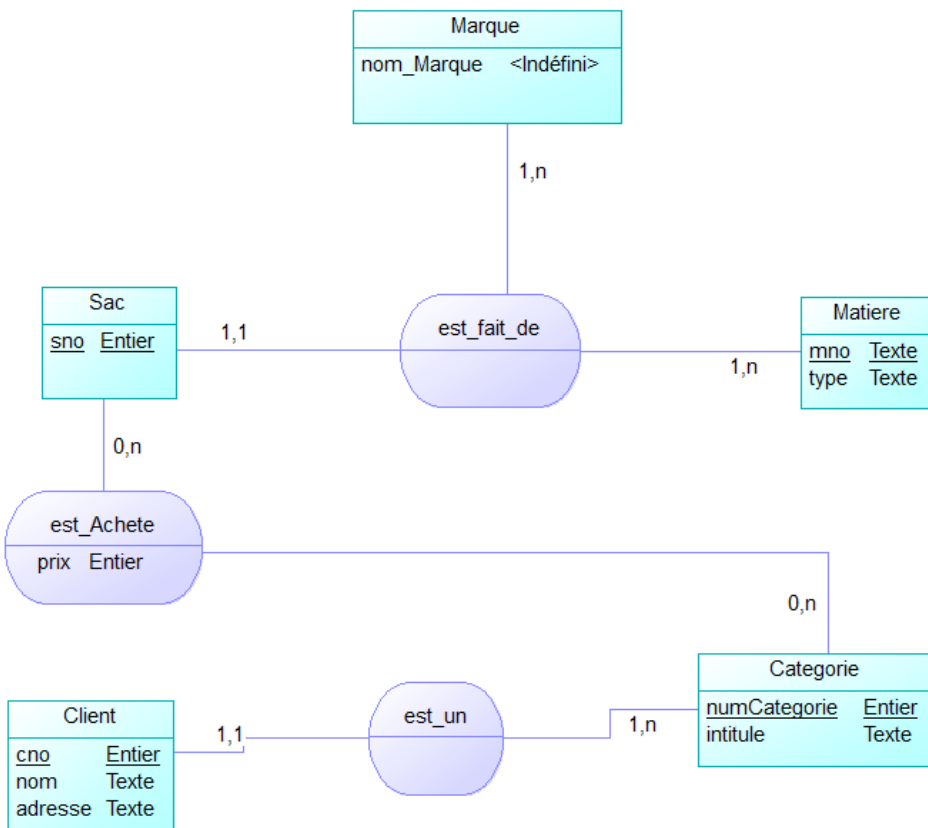 Marque
nom_Marque <Indéfini>
1,n
Sac
sno Entier
1,1
est_fait_de
1,n
Matiere
mno Texte
type Texte
0,n
est_Achete
prix Entier
0,n
Categorie
numCategorie Entier
intitule Texte
Client
cno Entier
nom Texte
adresse Texte
1,1
est_un
1,n